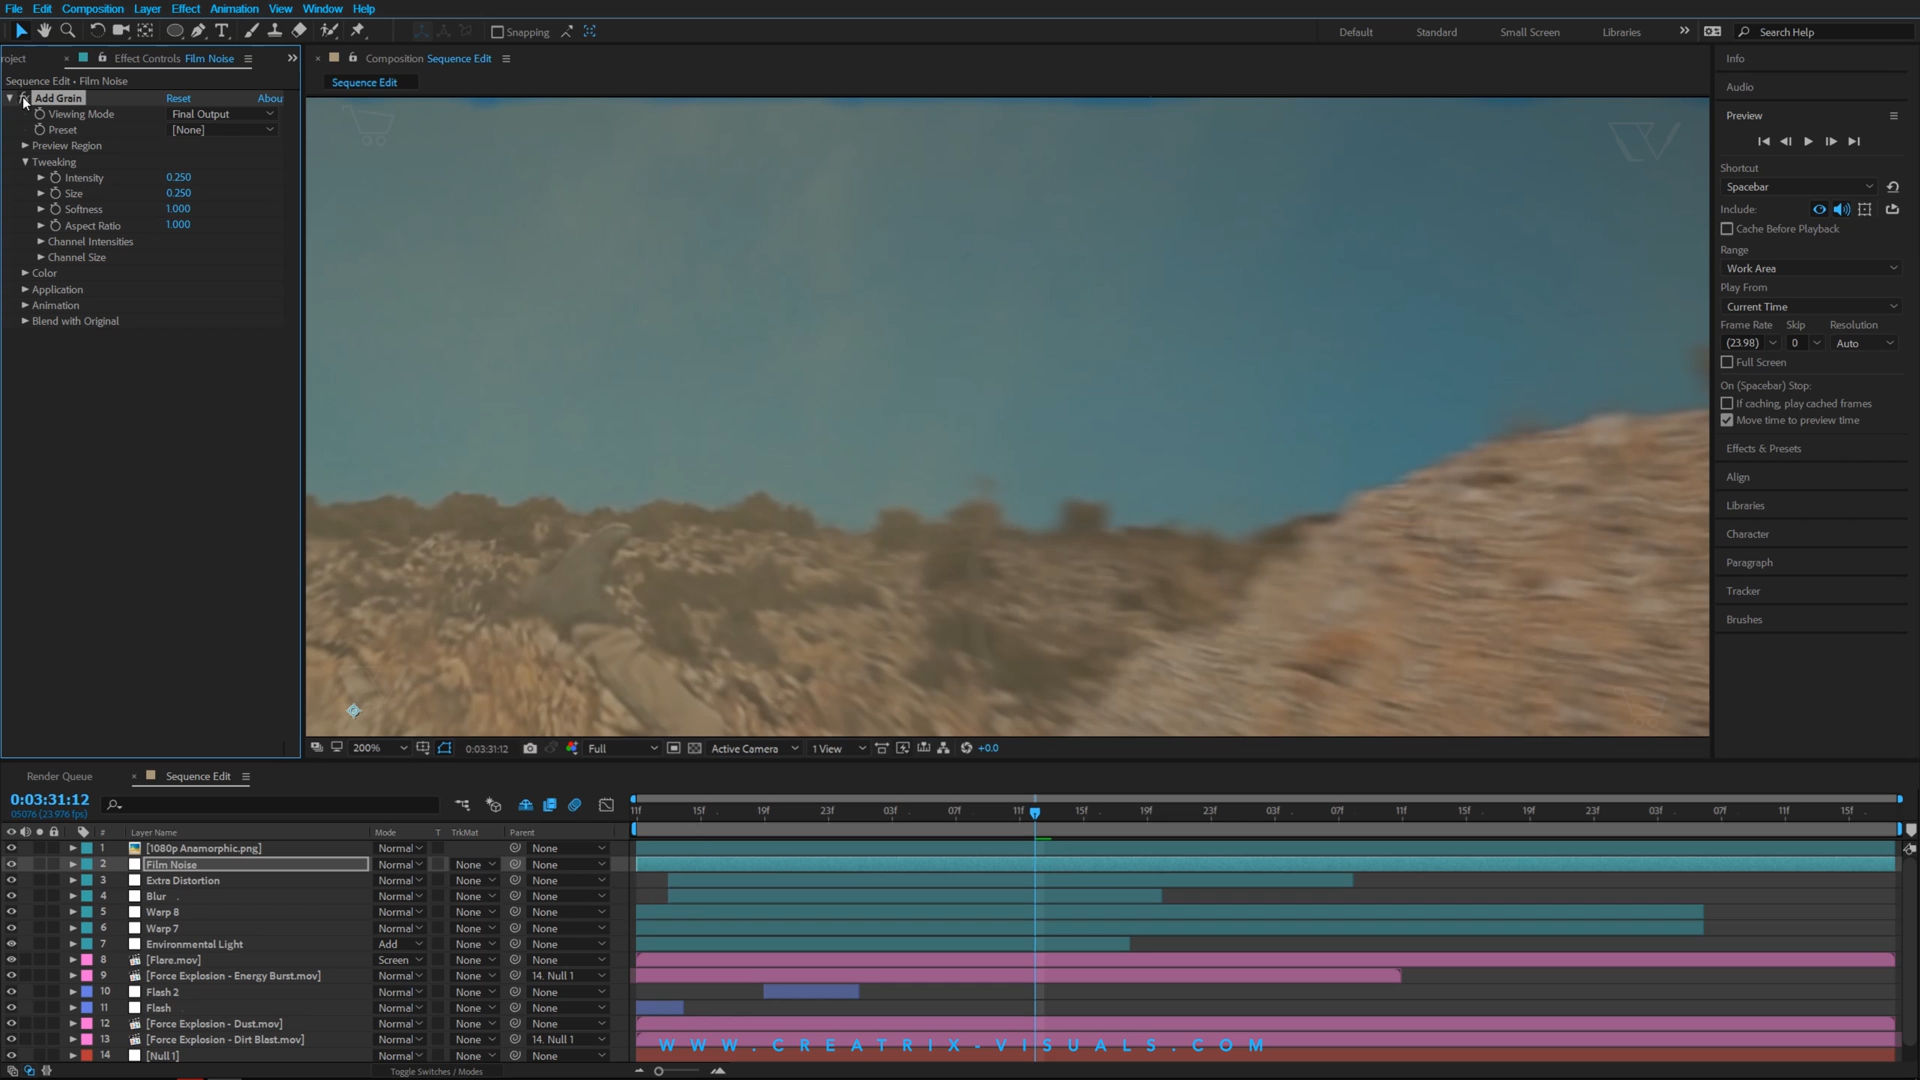 File Edit Composition Layer Effect Animation View Window Help
Snapping Default Standard Small Screen Libraries Search Help
roject Effect Controls Film Noise
Composition Sequence Edit
Sequence Edit • Film Noise
Sequence Edit
Add Grain Reset Abou
Viewing Mode Final Output
Preset [None]
Preview Region
Tweaking
Intensity 0.250
Size 0.250
Softness 1.000
Aspect Ratio 1.000
Channel Intensities
Channel Size
Color
Application
Animation
Blend with Original
Info
Audio
Preview
Shortcut
Spacebar
Include:
Cache Before Playback
Range
Work Area
Play From
Current Time
Frame Rate Skip Resolution
(23.98) 0 Auto
Full Screen
On (Spacebar) Stop:
If caching, play cached frames
Move time to preview time
Effects & Presets
Align
Libraries
Character
Paragraph
Tracker
Brushes
200% 0:03:31:12 Full Active Camera 1 View +0.0
Render Queue Sequence Edit
0:03:31:12
05076 (23.976 fps)
11f 15f 19f 23f 03f 07f 11f 15f 19f 23f 03f 07f 11f 15f 19f 23f 03f 07f 11f 15f
# Layer Name Mode T TrkMat Parent
1 [1080p Anamorphic.png] Normal None
2 Film Noise Normal None None
3 Extra Distortion Normal None None
4 Blur Normal None None
5 Warp 8 Normal None None
6 Warp 7 Normal None None
7 Environmental Light Add None None
8 [Flare.mov] Screen None None
9 [Force Explosion - Energy Burst.mov] Normal None 14. Null 1
10 Flash 2 Normal None None
11 Flash Normal None None
12 [Force Explosion - Dust.mov] Normal None None
13 [Force Explosion - Dirt Blast.mov] Normal None 14. Null 1
14 [Null 1] Normal None None
WWW.CREATRIX-VISUALS.COM
Toggle Switches / Modes